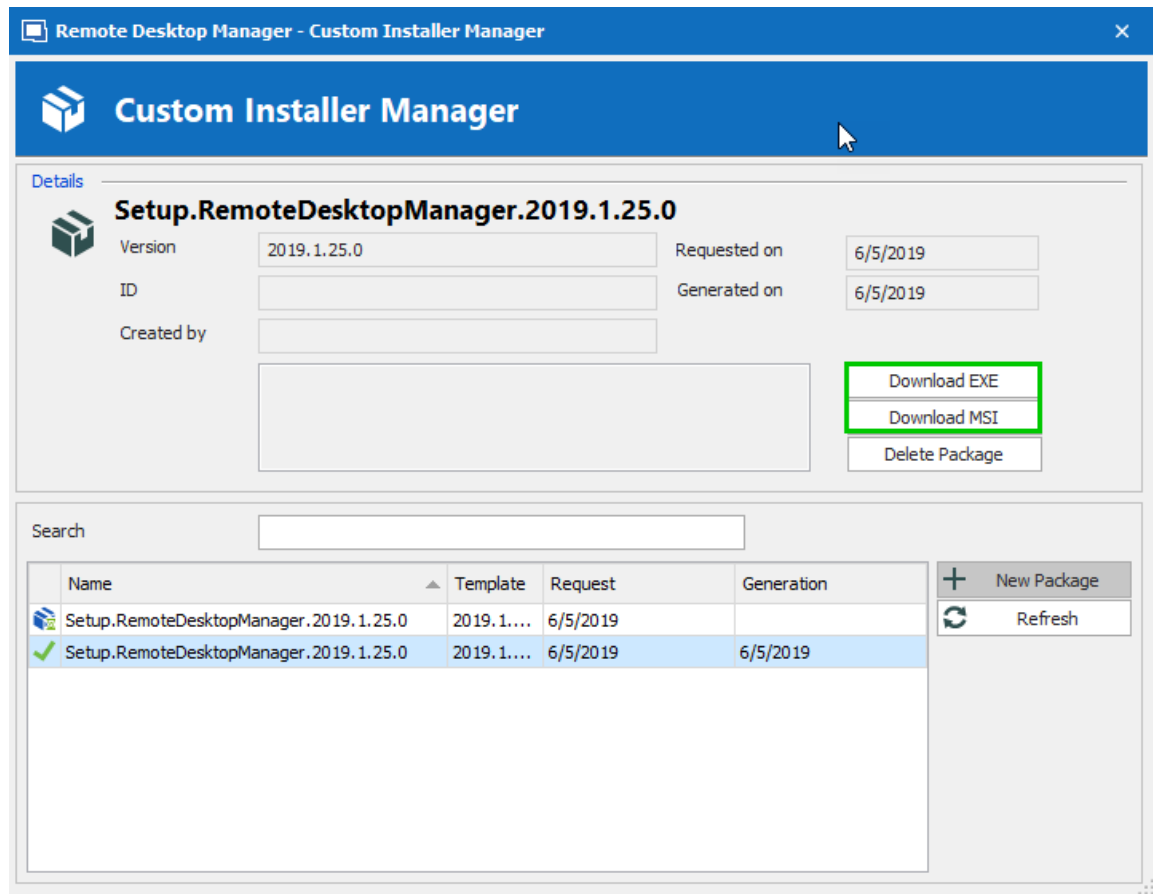 Remote Desktop Manager - Custom Installer Manager
Custom Installer Manager
Details
Setup.RemoteDesktopManager.2019.1.25.0
Version 2019.1.25.0 Requested on 6/5/2019
ID Generated on 6/5/2019
Created by
Download EXE
Download MSI
Delete Package
Search
Name Template Request Generation
Setup.RemoteDesktopManager.2019.1.25.0 2019.1.... 6/5/2019
Setup.RemoteDesktopManager.2019.1.25.0 2019.1.... 6/5/2019 6/5/2019
New Package
Refresh